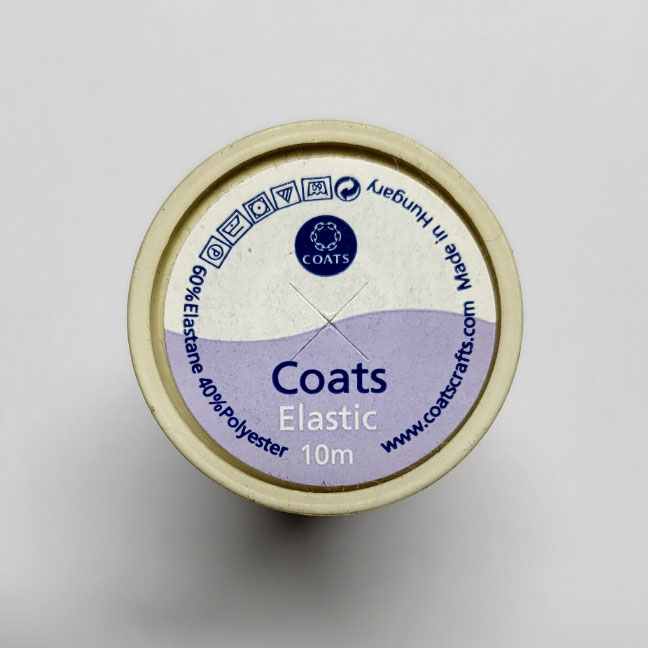 COATS
Coats
Elastic
10m
60%Elastane 40%Polyester
www.coatscrafts.com Made in Hungary